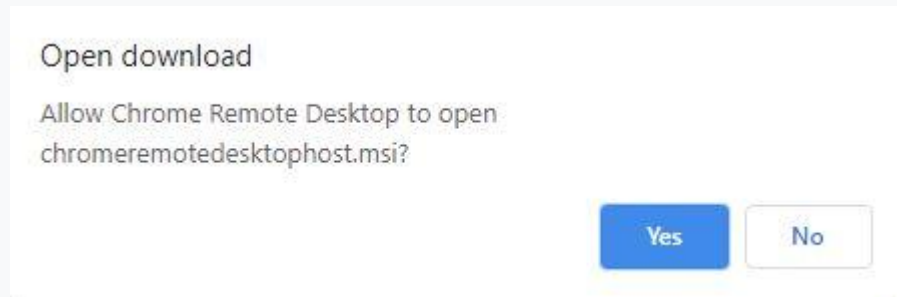 Open download
Allow Chrome Remote Desktop to open
chromeremotedesktophost.msi?
Yes No